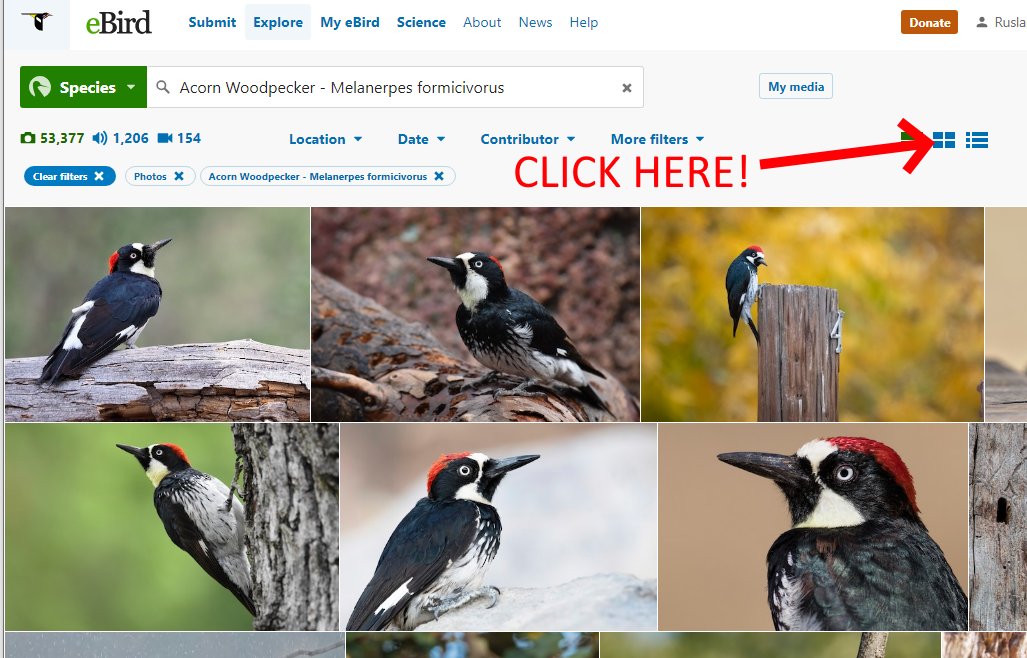 eBird Submit Explore My eBird Science About News Help Donate Rusla
Species Acorn Woodpecker - Melanerpes formicivorus × My media
53,377 1,206 154 Location Date Contributor More filters
CLICK HERE!
Clear filters × Photos × Acorn Woodpecker - Melanerpes formicivorus ×